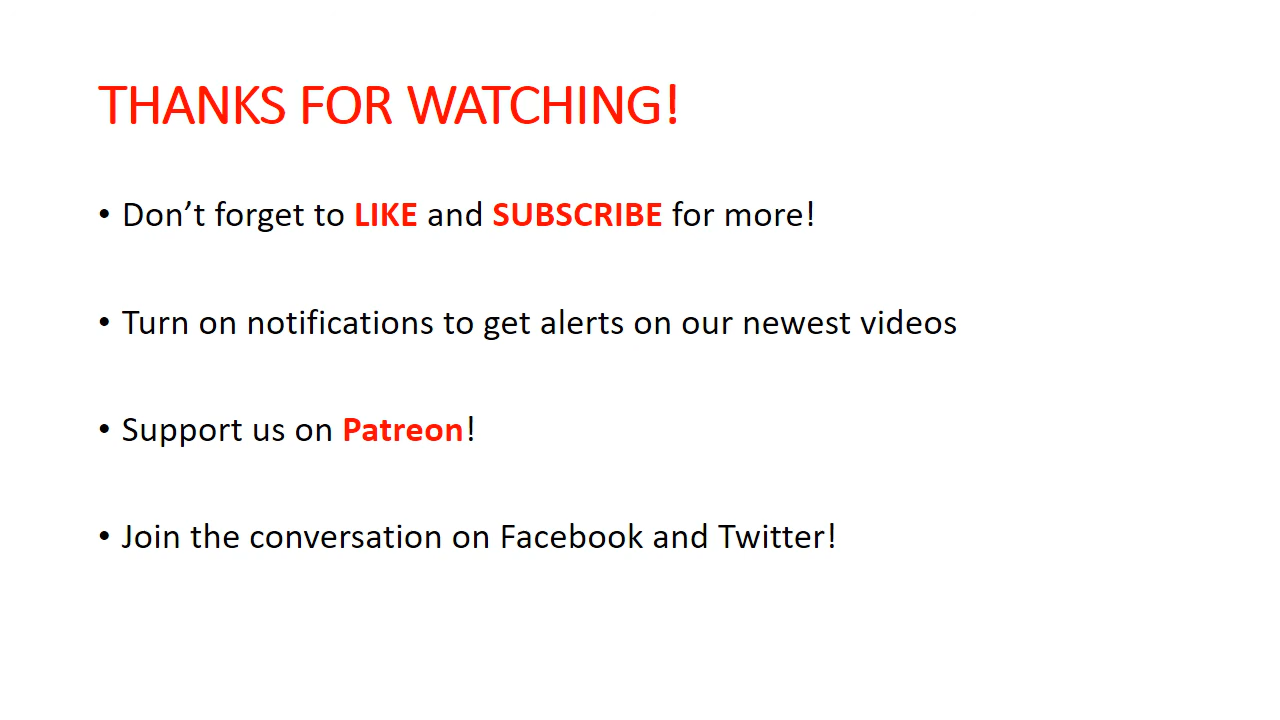 THANKS FOR WATCHING!
• Don’t forget to LIKE and SUBSCRIBE for more!
• Turn on notifications to get alerts on our newest videos
• Support us on Patreon!
• Join the conversation on Facebook and Twitter!